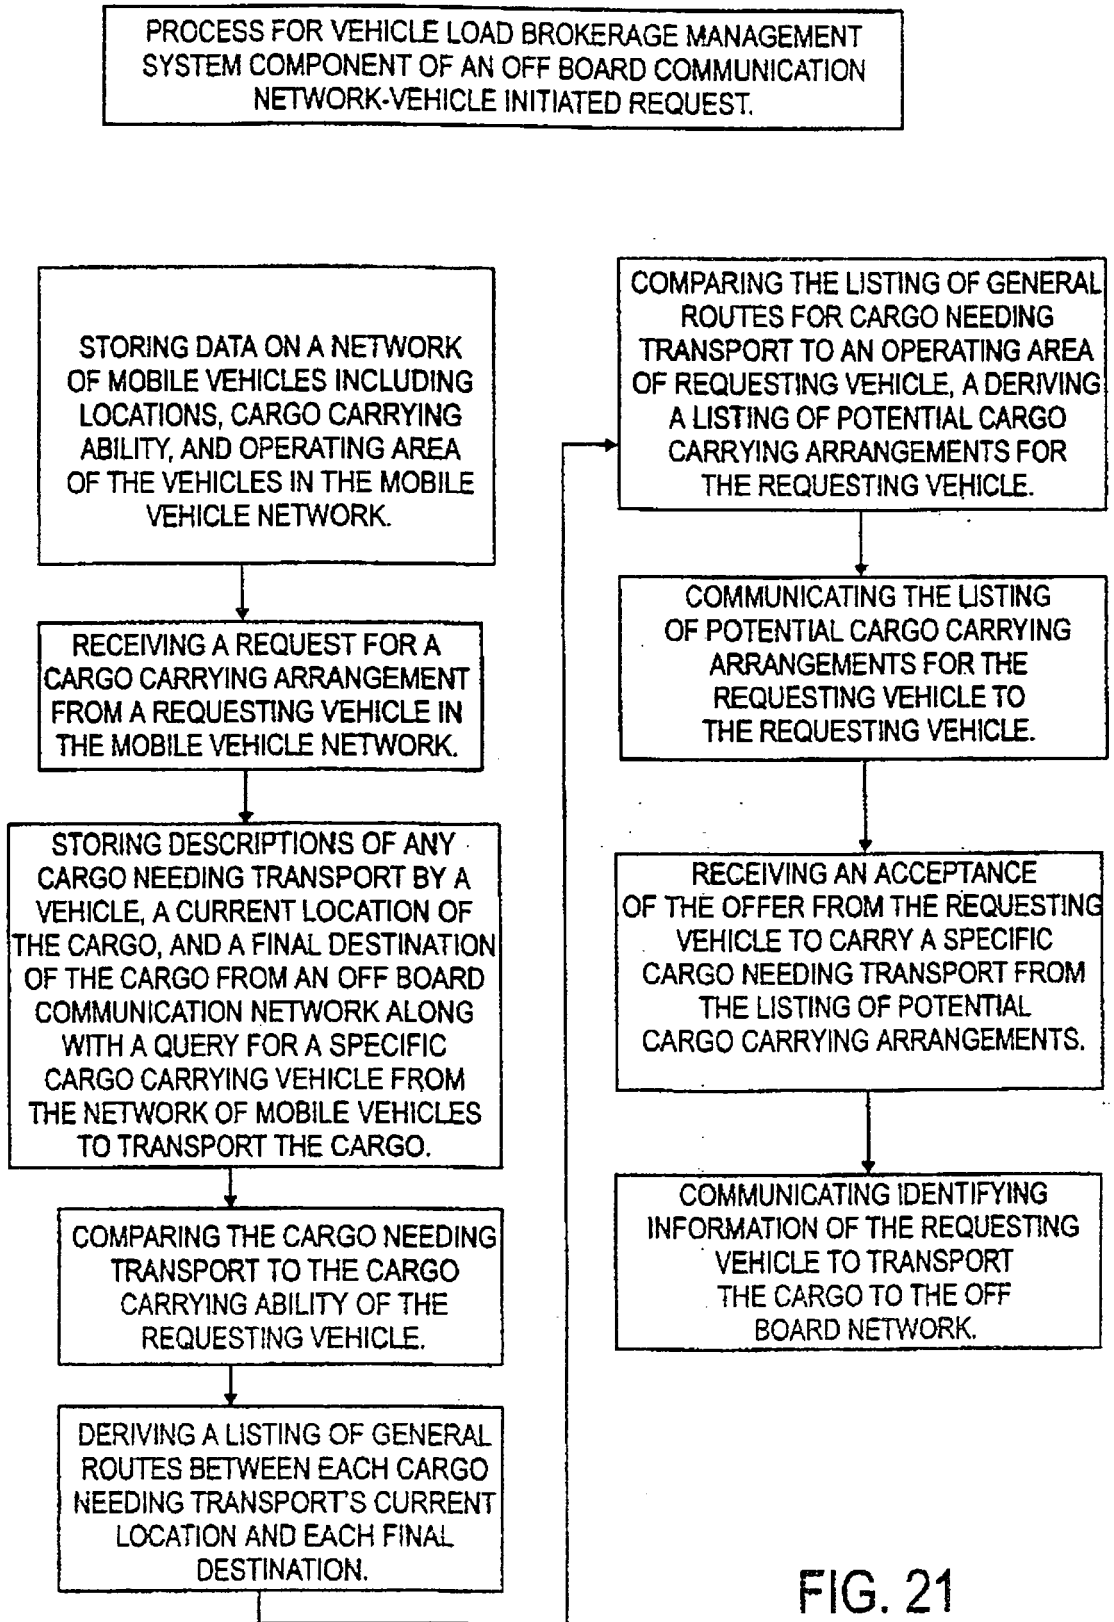 PROCESS FOR VEHICLE LOAD BROKERAGE MANAGEMENT
SYSTEM COMPONENT OF AN OFF BOARD COMMUNICATION
NETWORK-VEHICLE INITIATED REQUEST.
STORING DATA ON A NETWORK
OF MOBILE VEHICLES INCLUDING
LOCATIONS, CARGO CARRYING
ABILITY, AND OPERATING AREA
OF THE VEHICLES IN THE MOBILE
VEHICLE NETWORK.
RECEIVING A REQUEST FOR A
CARGO CARRYING ARRANGEMENT
FROM A REQUESTING VEHICLE IN
THE MOBILE VEHICLE NETWORK.
STORING DESCRIPTIONS OF ANY
CARGO NEEDING TRANSPORT BY A
VEHICLE, A CURRENT LOCATION OF
THE CARGO, AND A FINAL DESTINATION
OF THE CARGO FROM AN OFF BOARD
COMMUNICATION NETWORK ALONG
WITH A QUERY FOR A SPECIFIC
CARGO CARRYING VEHICLE FROM
THE NETWORK OF MOBILE VEHICLES
TO TRANSPORT THE CARGO.
COMPARING THE CARGO NEEDING
TRANSPORT TO THE CARGO
CARRYING ABILITY OF THE
REQUESTING VEHICLE.
DERIVING A LISTING OF GENERAL
ROUTES BETWEEN EACH CARGO
NEEDING TRANSPORT'S CURRENT
LOCATION AND EACH FINAL
DESTINATION.
COMPARING THE LISTING OF GENERAL
ROUTES FOR CARGO NEEDING
TRANSPORT TO AN OPERATING AREA
OF REQUESTING VEHICLE, A DERIVING
A LISTING OF POTENTIAL CARGO
CARRYING ARRANGEMENTS FOR
THE REQUESTING VEHICLE.
COMMUNICATING THE LISTING
OF POTENTIAL CARGO CARRYING
ARRANGEMENTS FOR THE
REQUESTING VEHICLE TO
THE REQUESTING VEHICLE.
RECEIVING AN ACCEPTANCE
OF THE OFFER FROM THE REQUESTING
VEHICLE TO CARRY A SPECIFIC
CARGO NEEDING TRANSPORT FROM
THE LISTING OF POTENTIAL
CARGO CARRYING ARRANGEMENTS.
COMMUNICATING IDENTIFYING
INFORMATION OF THE REQUESTING
VEHICLE TO TRANSPORT
THE CARGO TO THE OFF
BOARD NETWORK.
FIG. 21